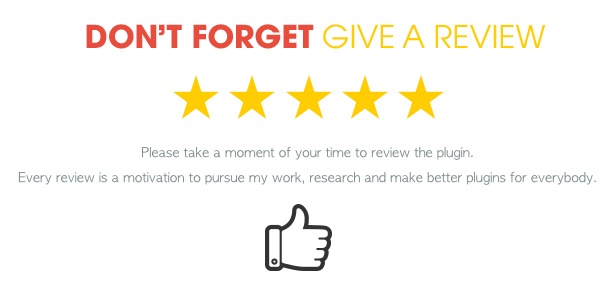 DON'T FORGET GIVE A REVIEW
Please take a moment of your time to review the plugin.
Every review is a motivation to pursue my work, research and make better plugins for everybody.